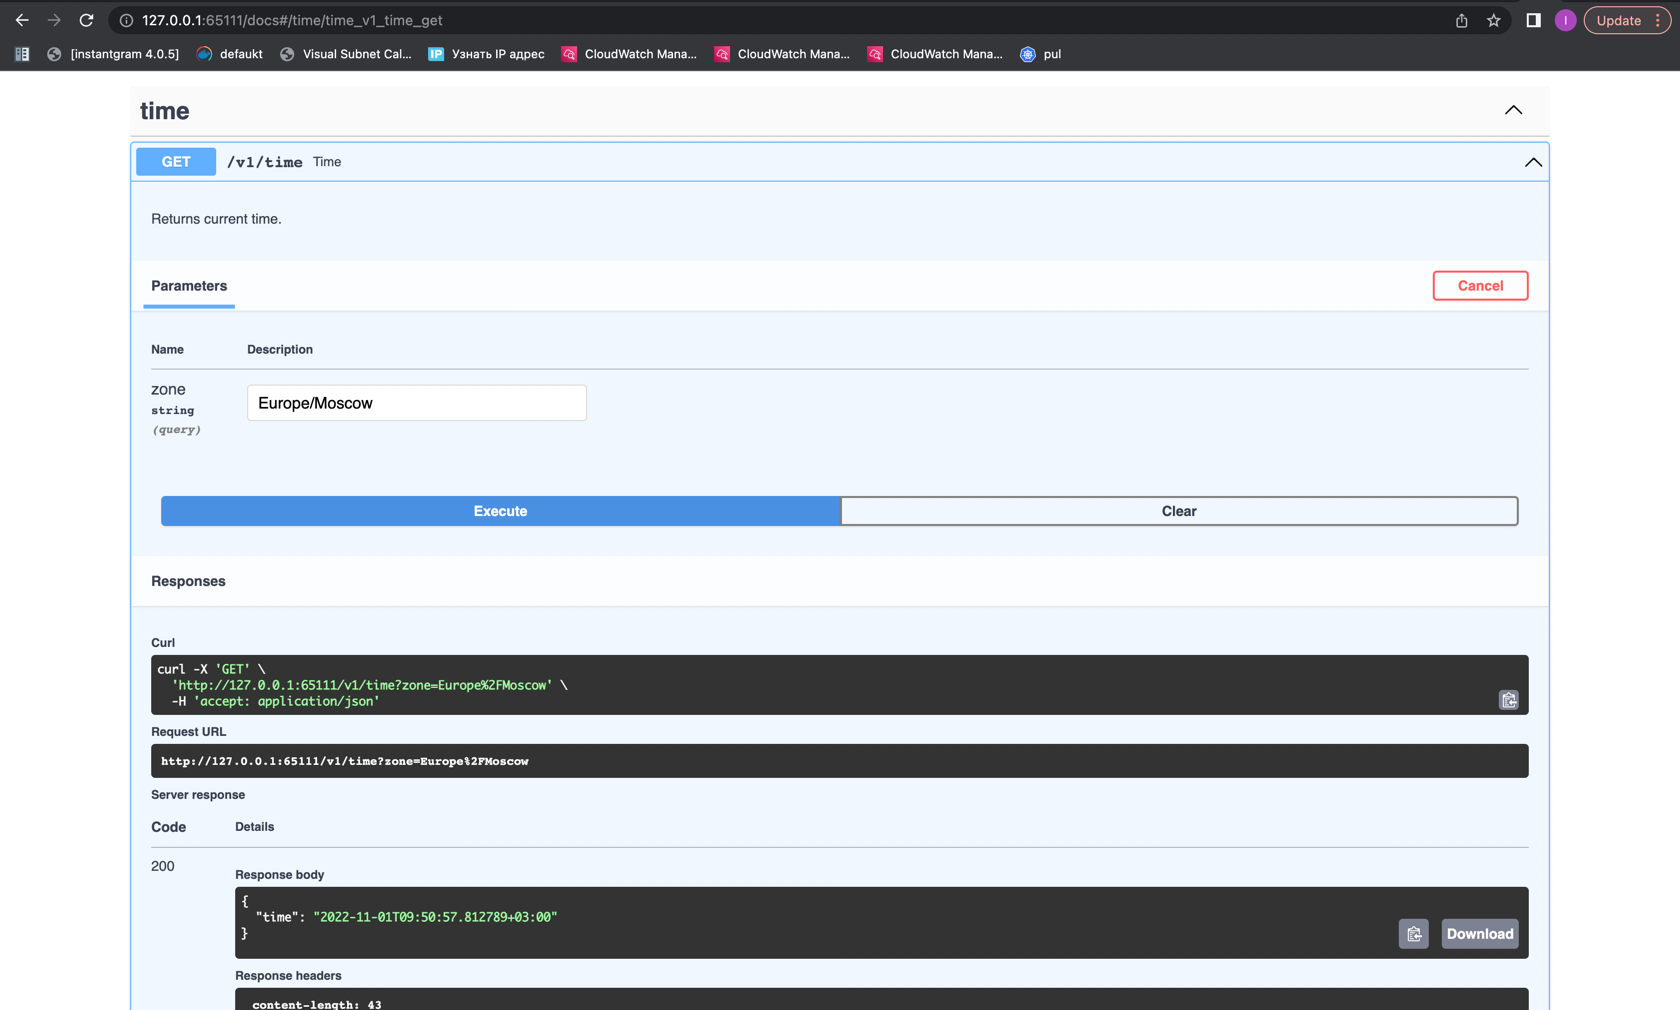 127.0.0.1:65111/docs#/time/time_v1_time_get
I
Update
[instantgram 4.0.5]
defaukt
Visual Subnet Cal...
IP
Узнать IP адрес
CloudWatch Mana...
CloudWatch Mana...
CloudWatch Mana...
pul
time
GET /v1/time Time
Returns current time.
Parameters
Cancel
Name Description
zone
string
(query)
Europe/Moscow
Execute
Clear
Responses
Curl
curl -X 'GET' \
'http://127.0.0.1:65111/v1/time?zone=Europe%2FMoscow' \
-H 'accept: application/json'
Request URL
http://127.0.0.1:65111/v1/time?zone=Europe%2FMoscow
Server response
Code Details
200
Response body
{
"time": "2022-11-01T09:50:57.812789+03:00"
}
Download
Response headers
content-length: 43